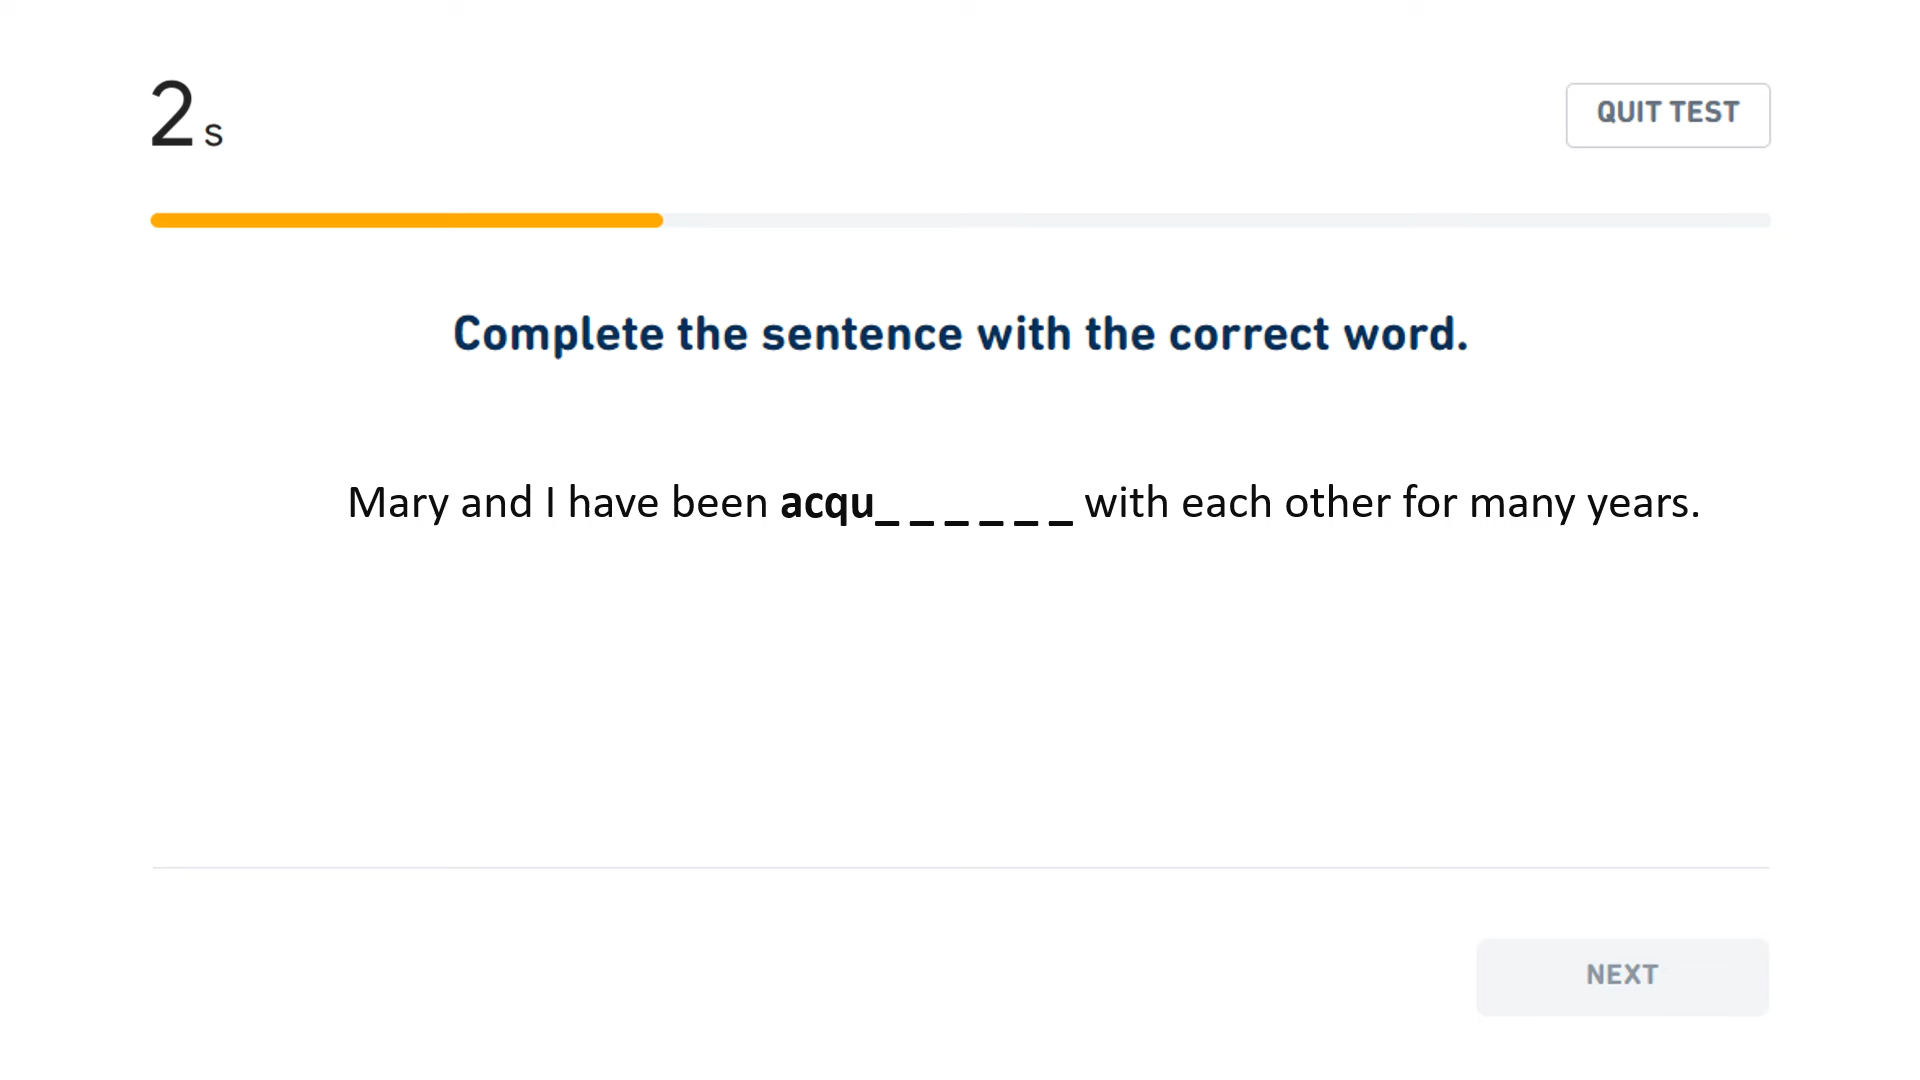 2 s
QUIT TEST
Complete the sentence with the correct word.
Mary and I have been acqu_ _ _ _ _ _ with each other for many years.
NEXT